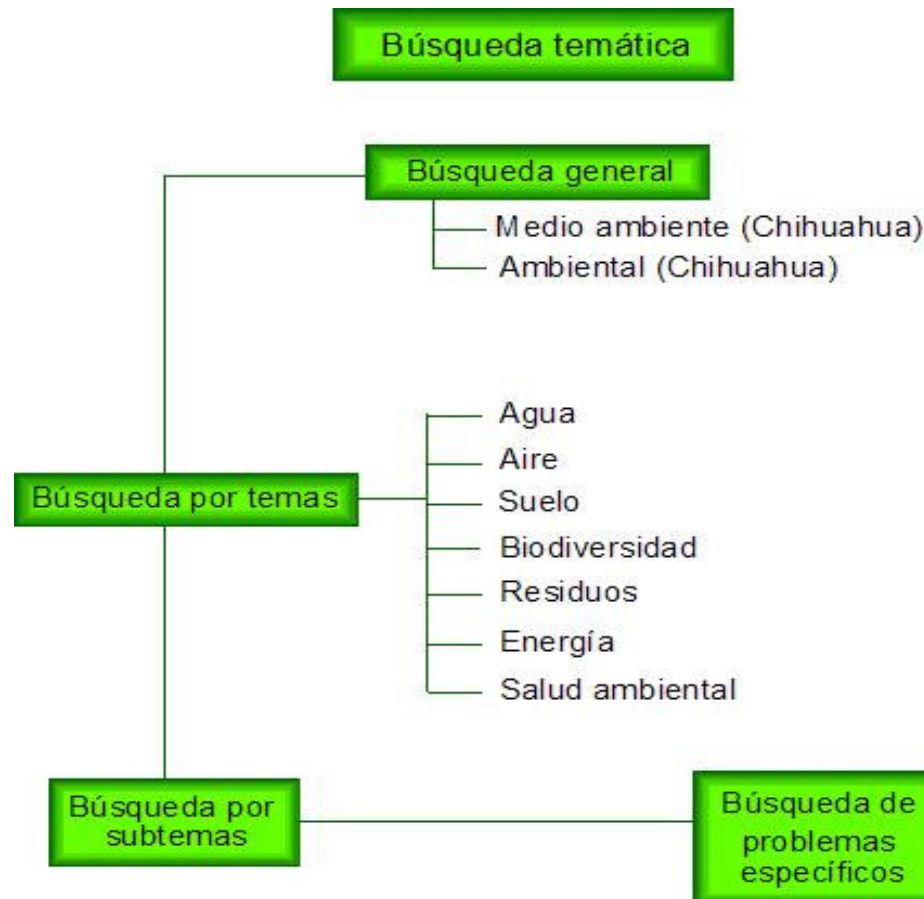 Búsqueda temática
Búsqueda general
Medio ambiente (Chihuahua)
Ambiental (Chihuahua)
Búsqueda por temas
Agua
Aire
Suelo
Biodiversidad
Residuos
Energía
Salud ambiental
Búsqueda por
subtemas
Búsqueda de
problemas
específicos